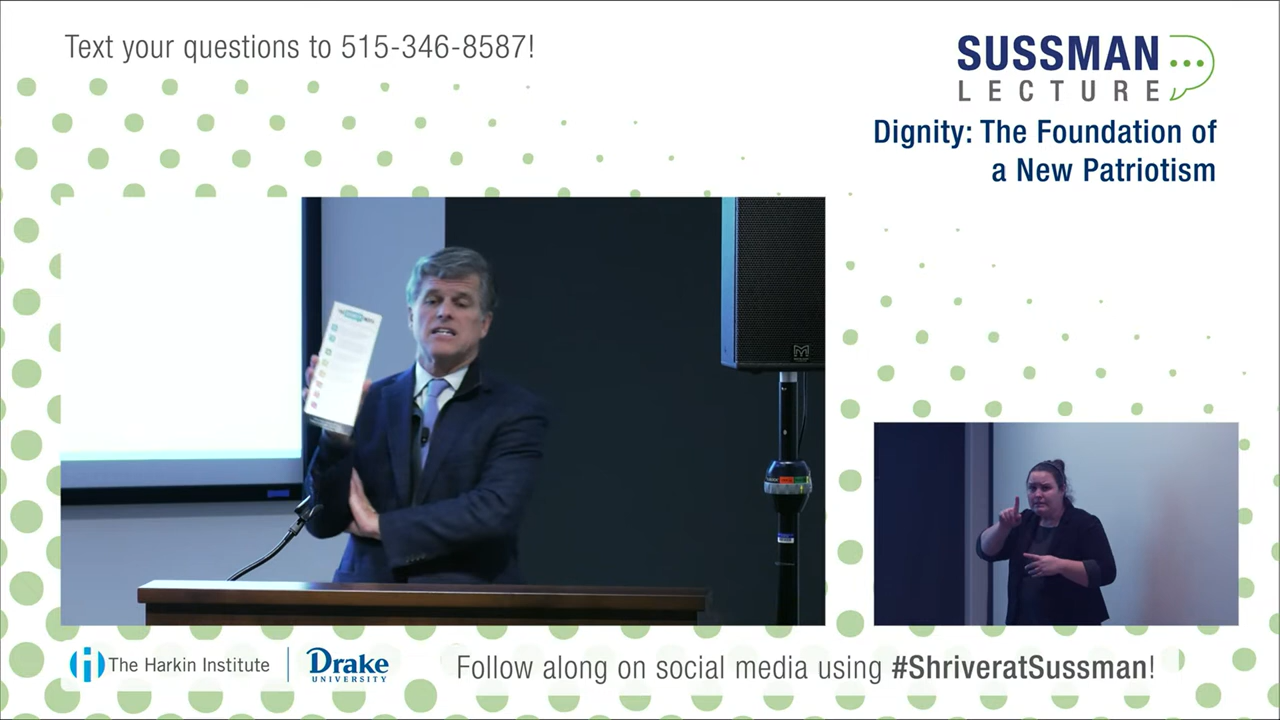 Text your questions to 515-346-8587!
SUSSMAN
LECTURE
Dignity: The Foundation of
a New Patriotism
The Harkin Institute
Drake
UNIVERSITY
Follow along on social media using #ShriveratSussman!